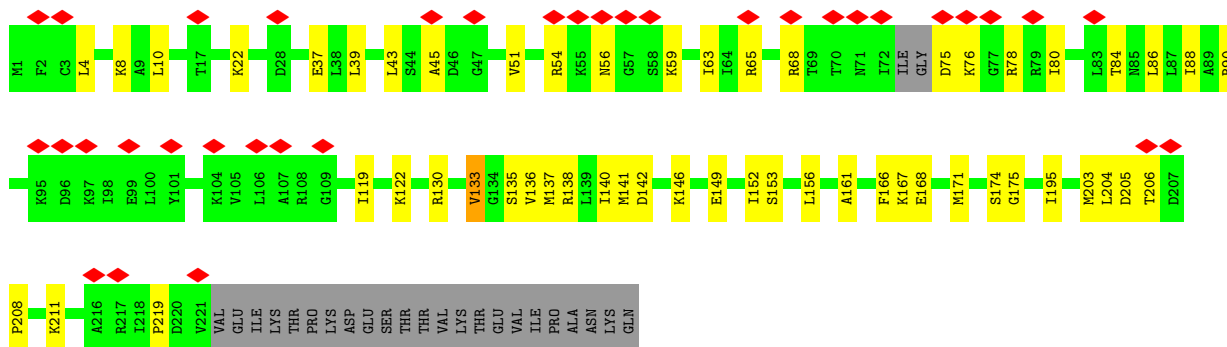 M1 F2 C3 L4 K8 A9 L10 T17 K22 D28 E37 L38 L39 L43 S44 A45 D46 G47 V51 R54 K55 N56 G57 S58 K59 I63 I64 R65 R68 T69 T70 N71 I72 ILE GLY D75 K76 G77 R78 R79 I80 L83 T84 N85 L86 L87 I88 A89 R90
K95 D96 K97 I98 E99 L100 Y101 K104 V105 L106 A107 R108 G109 I119 K122 R130 V133 G134 S135 V136 M137 R138 L139 I140 M141 D142 K146 E149 I152 S153 L156 A161 F166 K167 E168 M171 S174 G175 I195 M203 L204 D205 T206 D207
P208 K211 A216 R217 I218 P219 D220 V221 VAL GLU ILE LYS THR PRO LYS ASP GLU SER THR THR VAL LYS THR GLU VAL ILE PRO ALA ASN LYS GLN